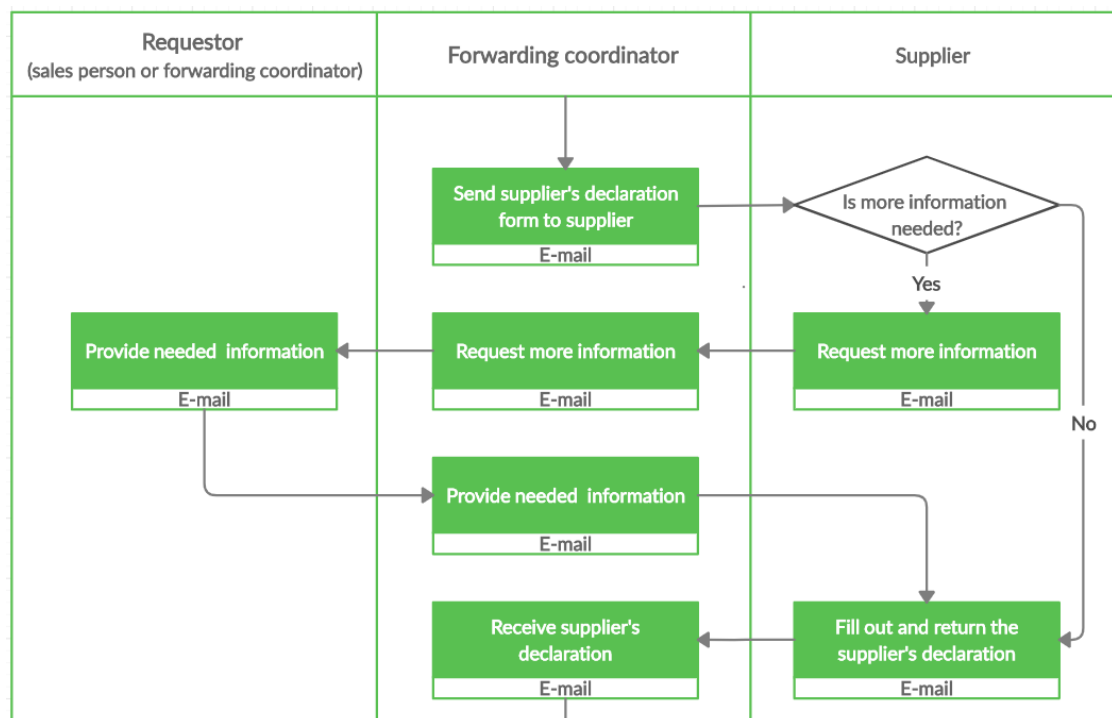 Requestor
(sales person or forwarding coordinator)
Forwarding coordinator
Supplier
Send supplier's declaration
form to supplier
E-mail
Is more information
needed?
Yes
Provide needed information
E-mail
Request more information
E-mail
Request more information
E-mail
No
Provide needed information
E-mail
Receive supplier's
declaration
E-mail
Fill out and return the
supplier's declaration
E-mail